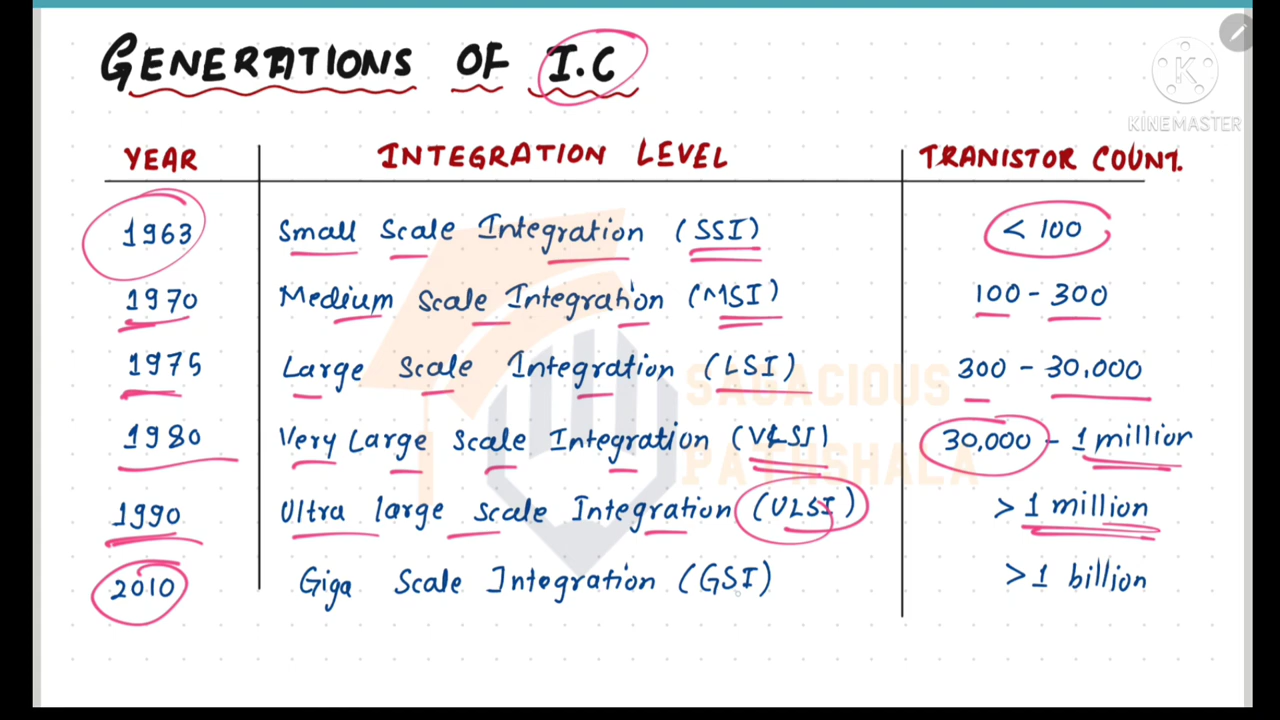 GENERATIONS OF I.C
K
KINEMASTER
YEAR INTEGRATION LEVEL TRANISTOR COUNT.
1963 Small Scale Integration (SSI) < 100
1970 Medium Scale Integration (MSI) 100 - 300
1975 Large Scale Integration (LSI) 300 - 30,000
SAGACIOUS
1980 Very Large Scale Integration (VLSI) 30,000 - 1 million
PATHSHALA
1990 Ultra large scale Integration (ULSI) > 1 million
2010 Giga Scale Integration (GSI) > 1 billion